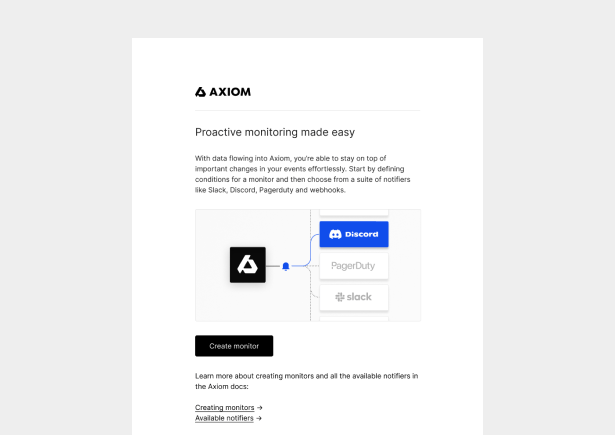 AXIOM
Proactive monitoring made easy
With data flowing into Axiom, you're able to stay on top of
important changes in your events effortlessly. Start by defining
conditions for a monitor and then choose from a suite of notifiers
like Slack, Discord, Pagerduty and webhooks.
Discord
PagerDuty
slack
Create monitor
Learn more about creating monitors and all the available notifiers in
the Axiom docs:
Creating monitors →
Available notifiers →